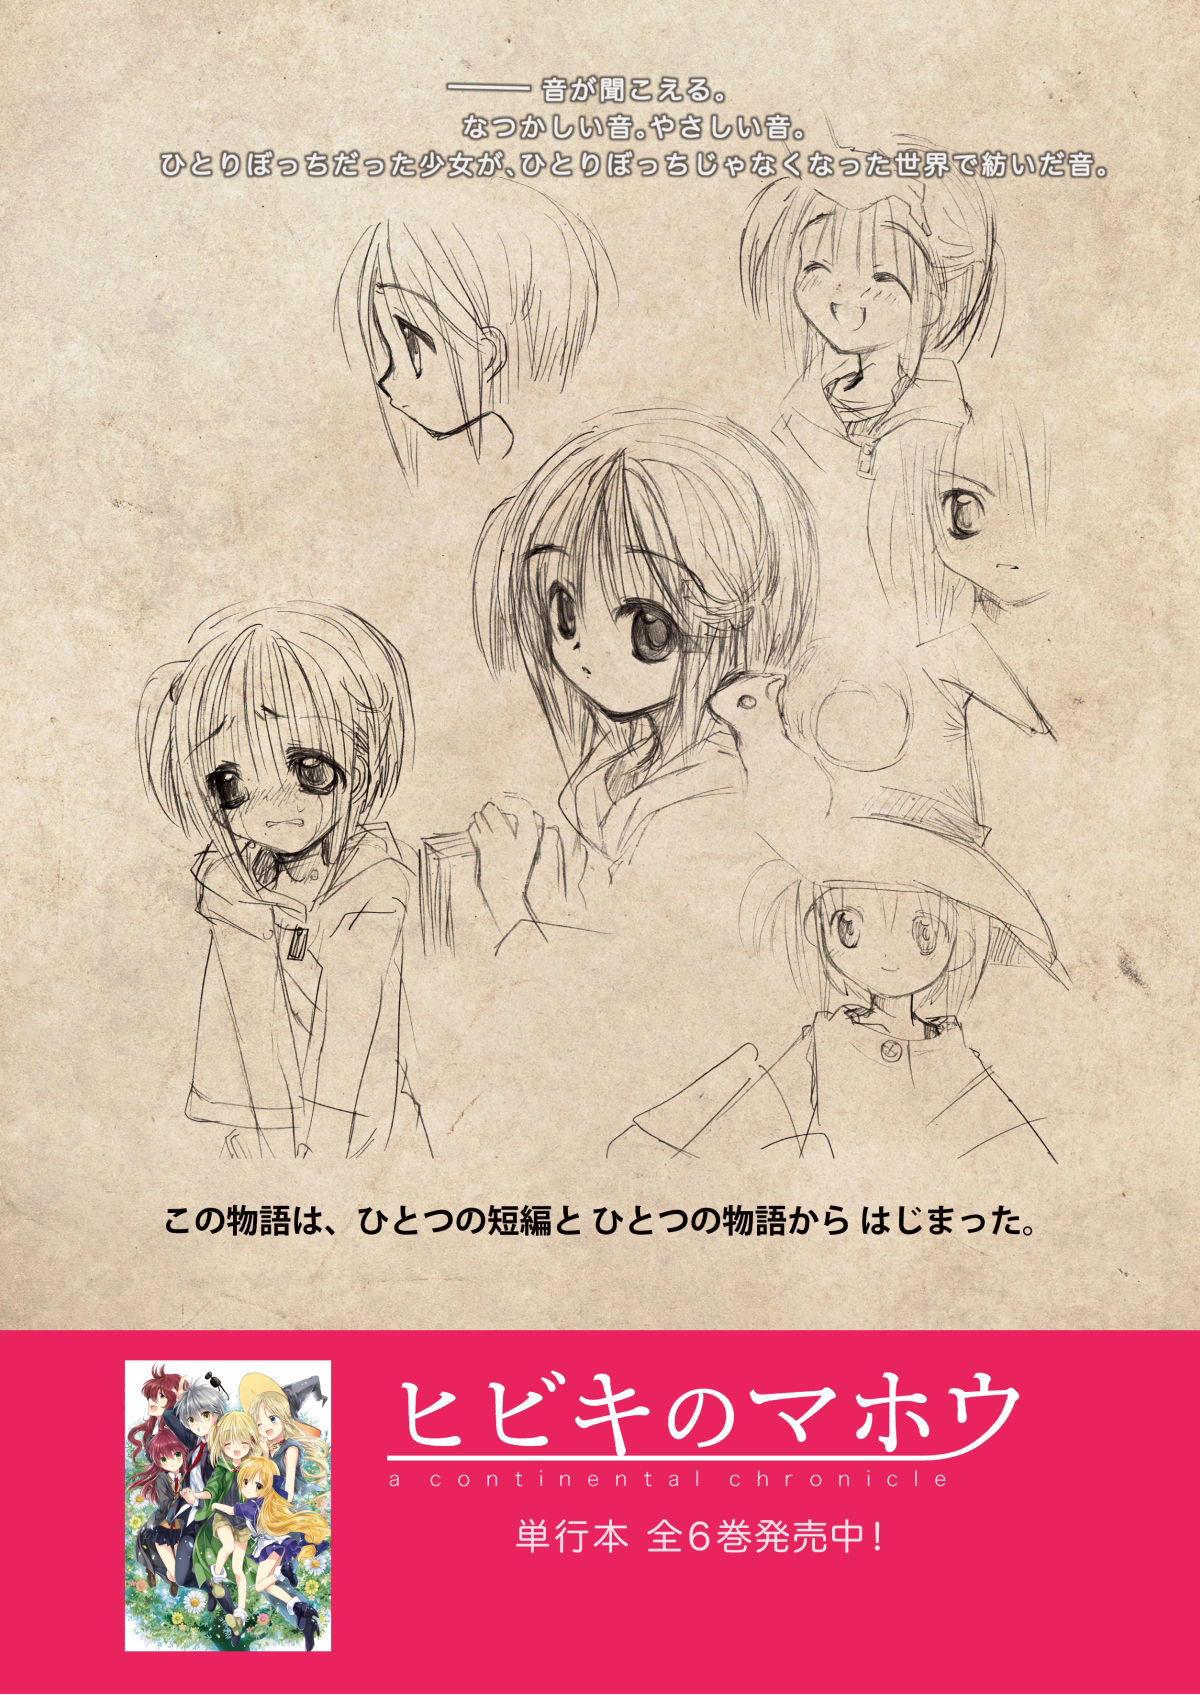 ――― 音が聞こえる。
なつかしい音。やさしい音。
ひとりぼっちだった少女が、ひとりぼっちじゃなくなった世界で紡いだ音。
この物語は、ひとつの短編と ひとつの物語から はじまった。
ヒビキのマホウ
a continental chronicle
単行本 全6巻発売中！